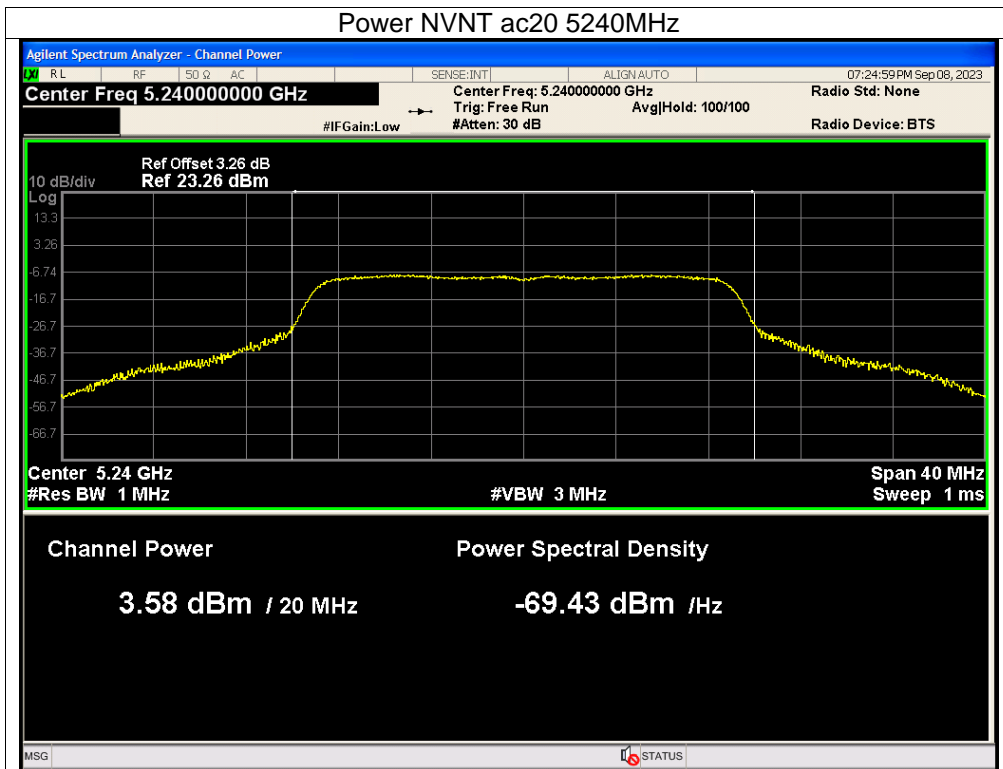 Power NVNT ac20 5240MHz
Agilent Spectrum Analyzer - Channel Power
LXI RL RF 50 Ω AC SENSE:INT ALIGN AUTO 07:24:59 PM Sep 08, 2023
Center Freq 5.240000000 GHz Center Freq: 5.240000000 GHz Radio Std: None
Trig: Free Run Avg|Hold: 100/100
#IFGain:Low #Atten: 30 dB Radio Device: BTS
Ref Offset 3.26 dB
10 dB/div Ref 23.26 dBm
Log
13.3
3.26
-6.74
-16.7
-26.7
-36.7
-46.7
-56.7
-66.7
Center 5.24 GHz Span 40 MHz
#Res BW 1 MHz #VBW 3 MHz Sweep 1 ms
Channel Power Power Spectral Density
3.58 dBm / 20 MHz -69.43 dBm /Hz
MSG STATUS